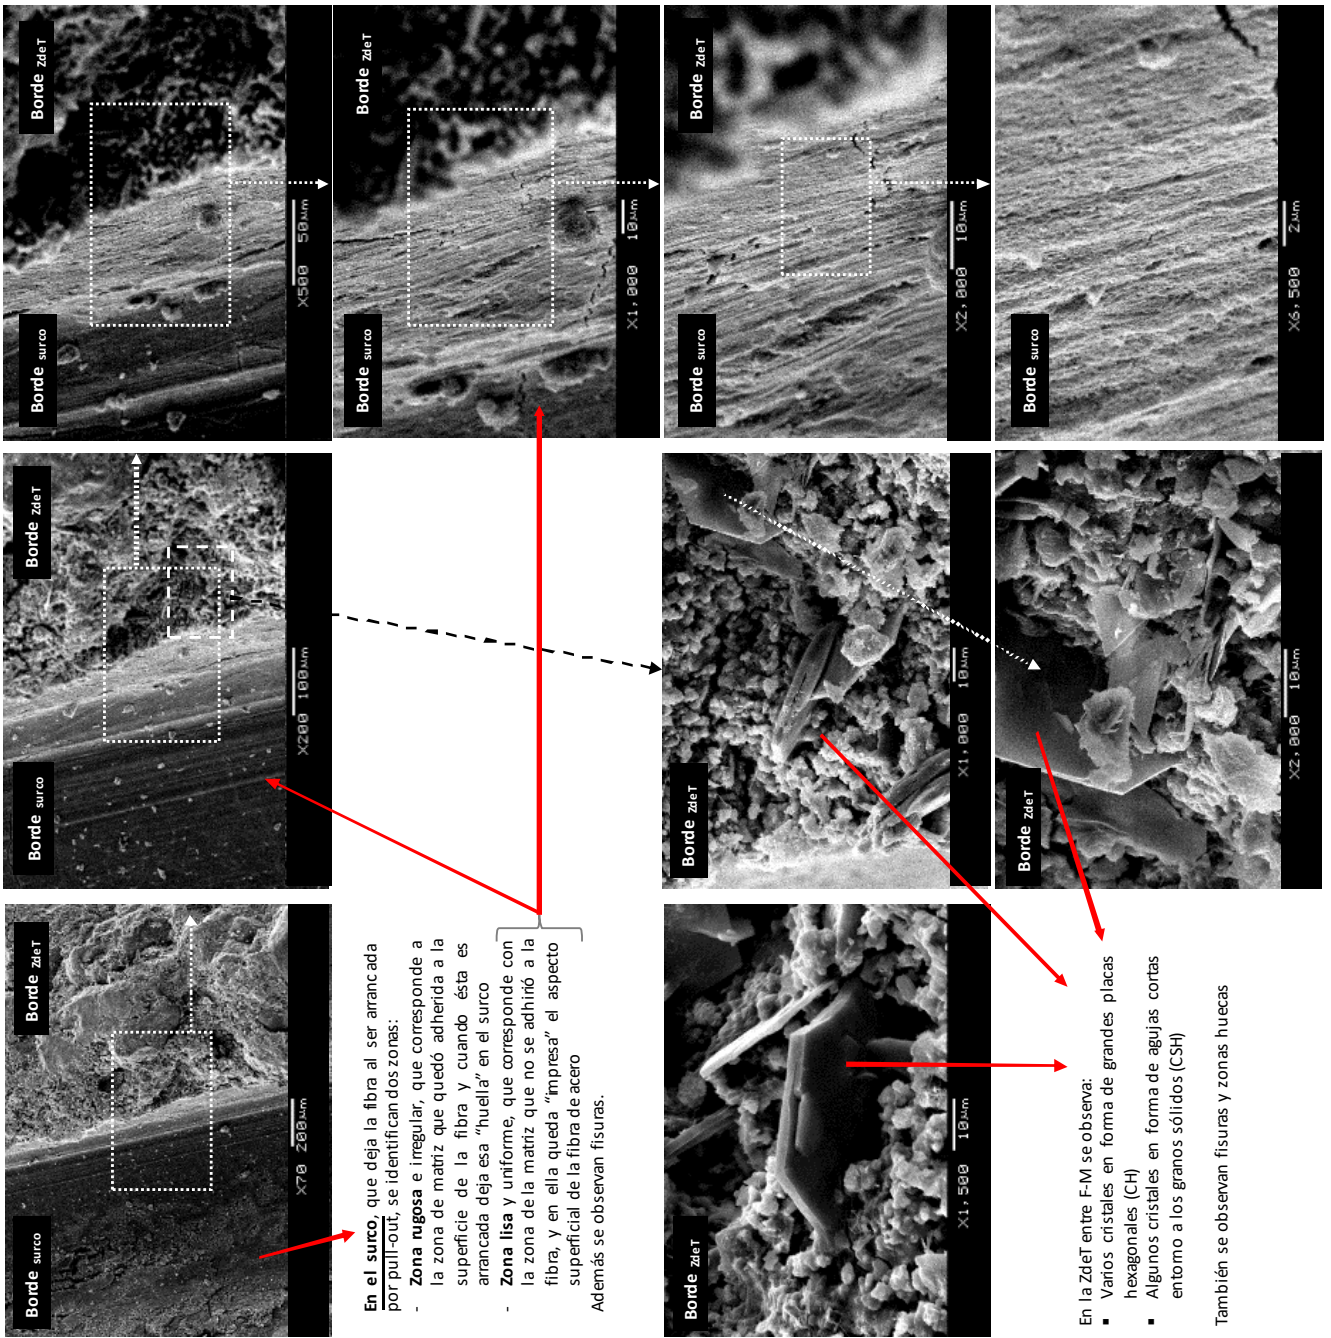 Borde surco
Borde ZdeT
X70 200µm
Borde surco
Borde ZdeT
X200 100µm
Borde surco
Borde ZdeT
X500 50µm
En el surco, que deja la fibra al ser arrancada
por pull-out, se identifican dos zonas:
- Zona rugosa e irregular, que corresponde a
la zona de matriz que quedó adherida a la
superficie de la fibra y cuando ésta es
arrancada deja esa "huella" en el surco
- Zona lisa y uniforme, que corresponde con
la zona de la matriz que no se adhirió a la
fibra, y en ella queda "impresa" el aspecto
superficial de la fibra de acero
Además se observan fisuras.
Borde surco
Borde ZdeT
X1,000 10µm
Borde ZdeT
X1,500 10µm
Borde ZdeT
X1,000 10µm
Borde surco
Borde ZdeT
X2,000 10µm
En la ZdeT entre F-M se observa:
▪ Varios cristales en forma de grandes placas
hexagonales (CH)
▪ Algunos cristales en forma de agujas cortas
entorno a los granos sólidos (CSH)
También se observan fisuras y zonas huecas
Borde ZdeT
X2,000 10µm
Borde surco
X6,500 2µm